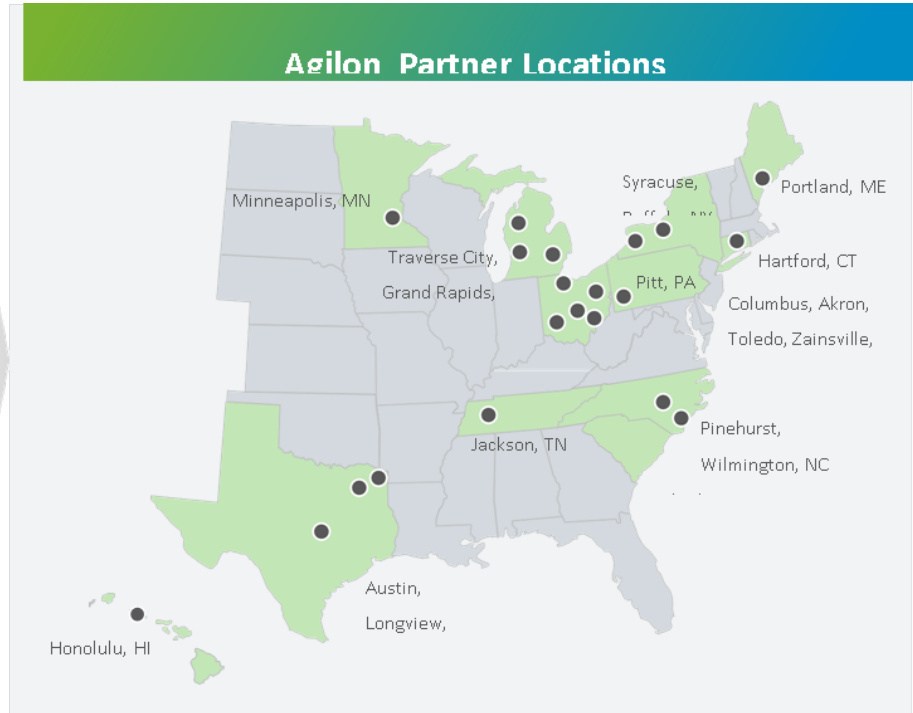 Agilon Partner Locations
Minneapolis, MN
Syracuse,
Portland, ME
Traverse City,
Grand Rapids,
Pitt, PA
Hartford, CT
Columbus, Akron,
Toledo, Zainsville,
Jackson, TN
Pinehurst,
Wilmington, NC
Austin,
Longview,
Honolulu, HI